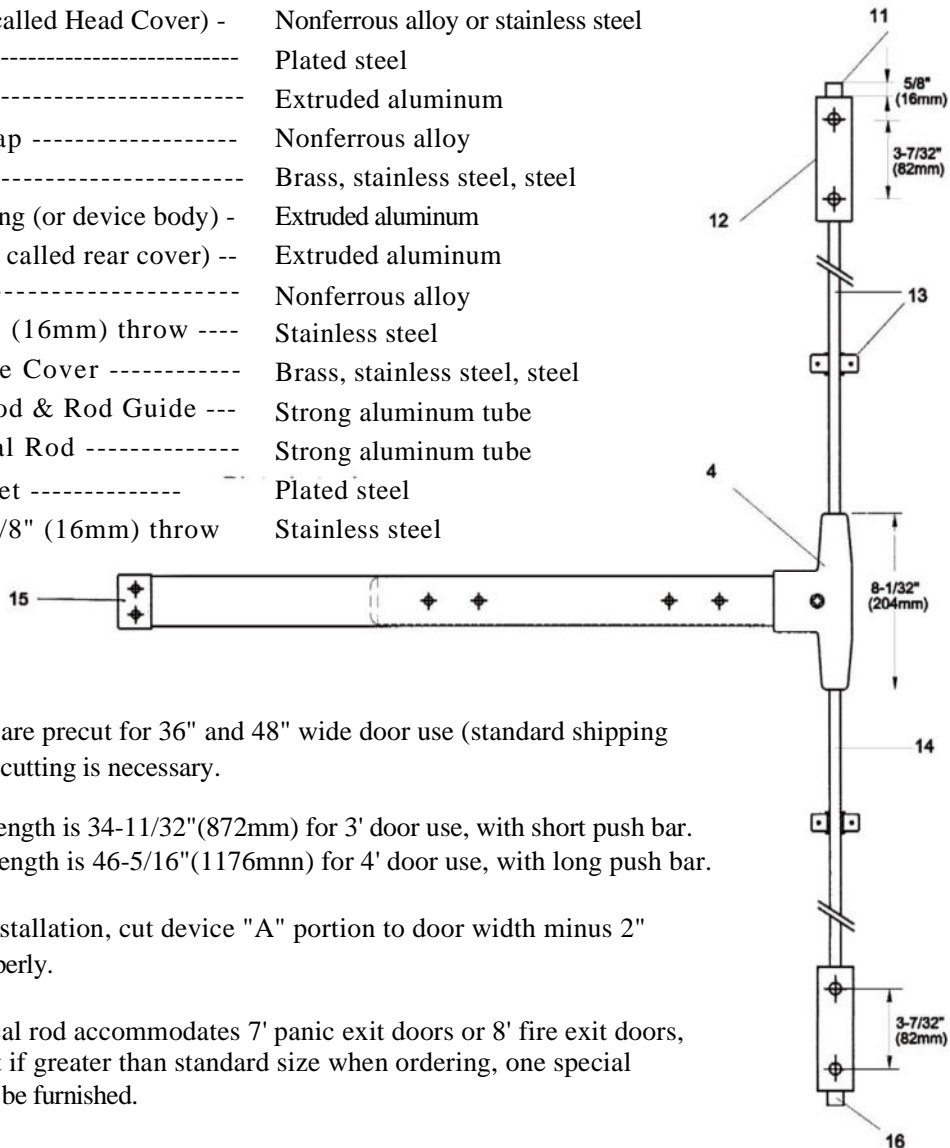 called Head Cover) - Nonferrous alloy or stainless steel
--------------------------- Plated steel
----------------------- Extruded aluminum
ap ------------------- Nonferrous alloy
----------------------- Brass, stainless steel, steel
ng (or device body) - Extruded aluminum
called rear cover) -- Extruded aluminum
---------------------- Nonferrous alloy
(16mm) throw ---- Stainless steel
e Cover ------------ Brass, stainless steel, steel
od & Rod Guide --- Strong aluminum tube
al Rod -------------- Strong aluminum tube
et -------------- Plated steel
/8" (16mm) throw Stainless steel
11
5/8"
(16mm)
3-7/32"
(82mm)
12
13
4
15
8-1/32"
(204mm)
14
are precut for 36" and 48" wide door use (standard shipping
cutting is necessary.
ength is 34-11/32"(872mm) for 3' door use, with short push bar.
ength is 46-5/16"(1176mnn) for 4' door use, with long push bar.
stallation, cut device "A" portion to door width minus 2"
perly.
al rod accommodates 7' panic exit doors or 8' fire exit doors,
t if greater than standard size when ordering, one special
be furnished.
3-7/32"
(82mm)
16